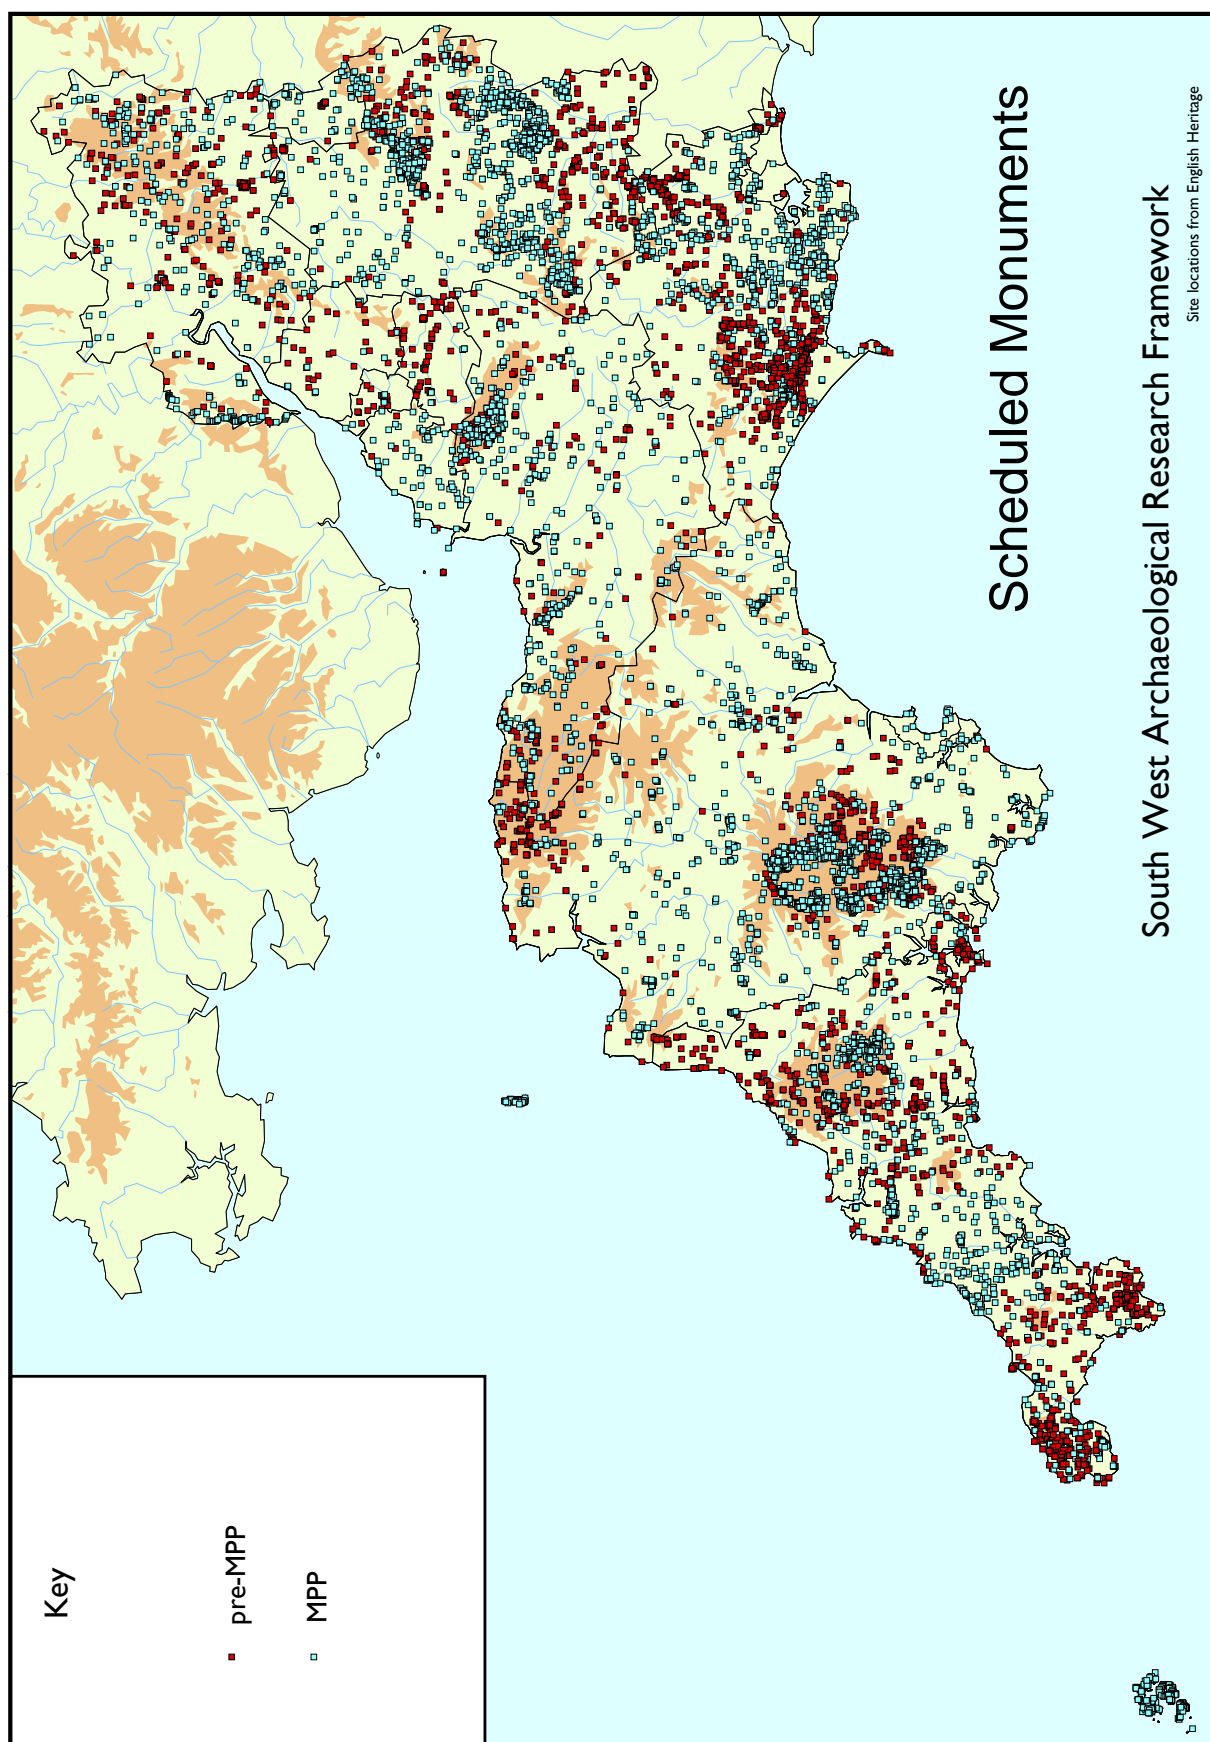 Key
pre-MPP
MPP
Scheduled Monuments
South West Archaeological Research Framework
Site locations from English Heritage